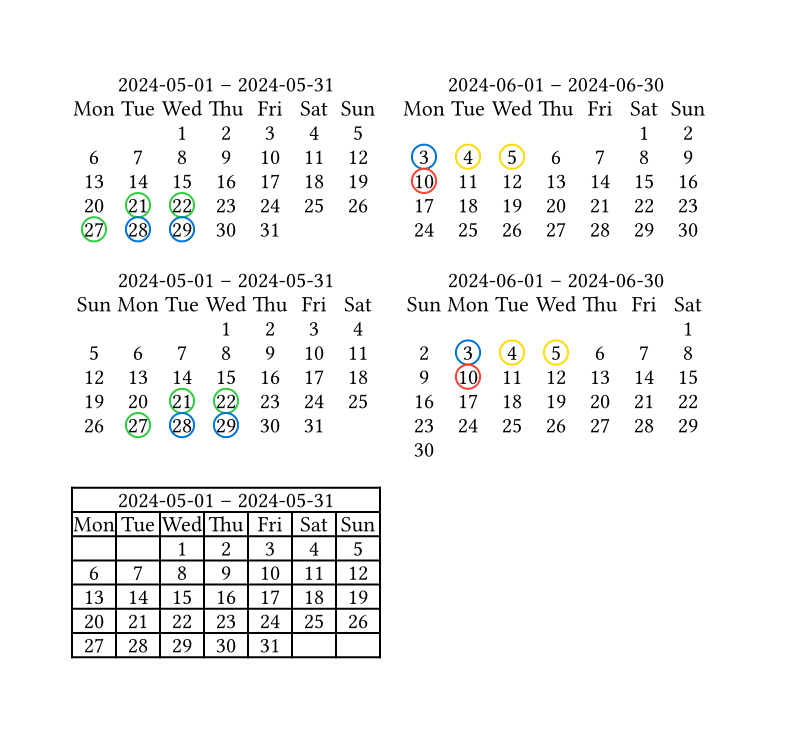 2024-05-01 – 2024-05-31
Mon Tue Wed Thu Fri Sat Sun
1 2 3 4 5
6 7 8 9 10 11 12
13 14 15 16 17 18 19
20 21 22 23 24 25 26
27 28 29 30 31
2024-06-01 – 2024-06-30
Mon Tue Wed Thu Fri Sat Sun
1 2
3 4 5 6 7 8 9
10 11 12 13 14 15 16
17 18 19 20 21 22 23
24 25 26 27 28 29 30
2024-05-01 – 2024-05-31
Sun Mon Tue Wed Thu Fri Sat
1 2 3 4
5 6 7 8 9 10 11
12 13 14 15 16 17 18
19 20 21 22 23 24 25
26 27 28 29 30 31
2024-06-01 – 2024-06-30
Sun Mon Tue Wed Thu Fri Sat
1
2 3 4 5 6 7 8
9 10 11 12 13 14 15
16 17 18 19 20 21 22
23 24 25 26 27 28 29
30
2024-05-01 – 2024-05-31
Mon Tue Wed Thu Fri Sat Sun
1 2 3 4 5
6 7 8 9 10 11 12
13 14 15 16 17 18 19
20 21 22 23 24 25 26
27 28 29 30 31